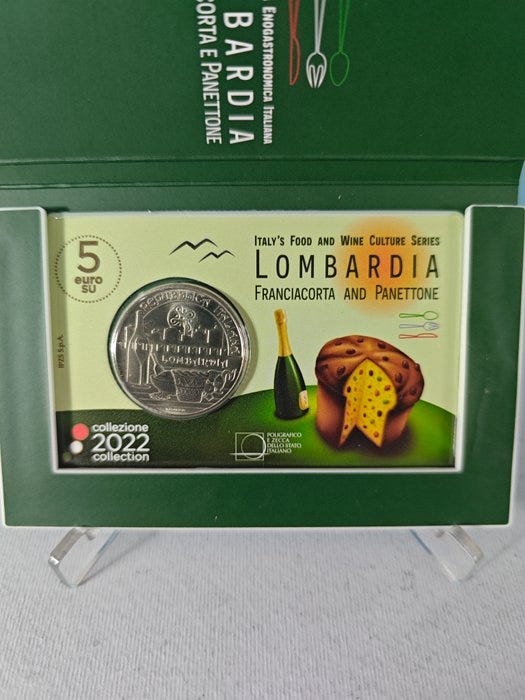 ENOGASTRONOMICA ITALIANA
BARDIA
CORTA E PANETTONE
5
euro
SU
ITALY'S FOOD AND WINE CULTURE SERIES
LOMBARDIA
FRANCIACORTA AND PANETTONE
IPZS S.p.A.
REPUBBLICA ITALIANA
LOMBARDIA
collezione
2022
collection
POLIGRAFICO
E ZECCA
DELLO STATO
ITALIANO